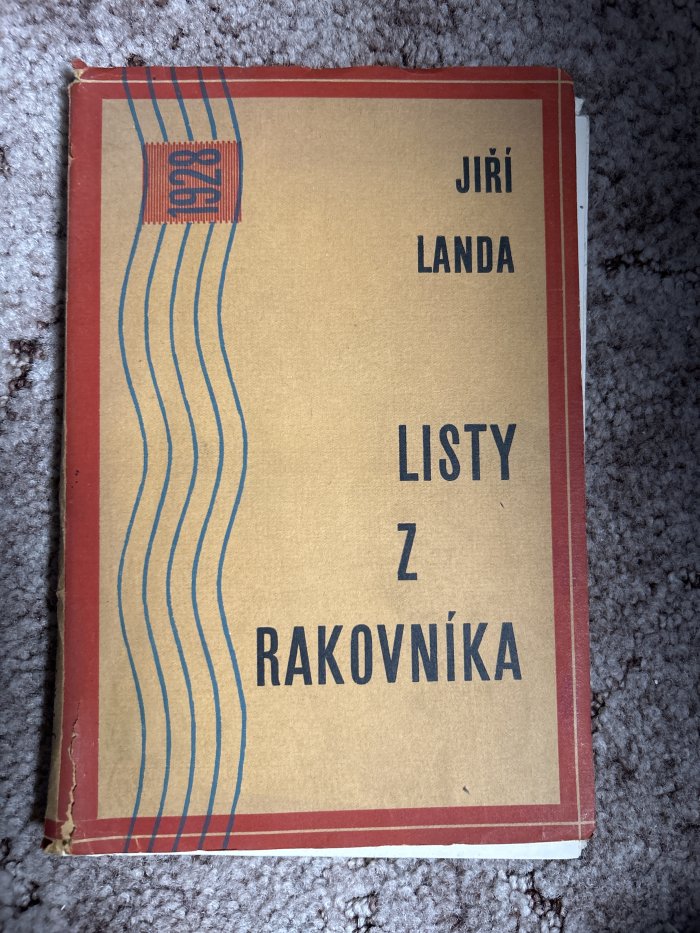 1928
JIŘÍ
LANDA
LISTY
Z
RAKOVNÍKA